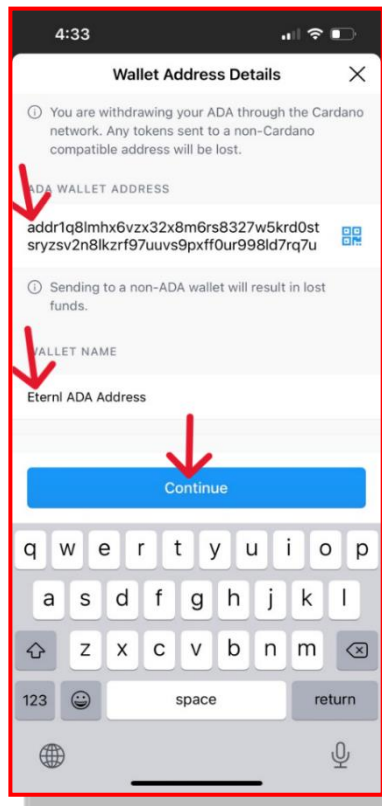 4:33
Wallet Address Details
You are withdrawing your ADA through the Cardano
network. Any tokens sent to a non-Cardano
compatible address will be lost.
ADA WALLET ADDRESS
addr1q8lmhx6vzx32x8m6rs8327w5krd0st
sryzsv2n8lkzrf97uuvs9pxff0ur998ld7rq7u
Sending to a non-ADA wallet will result in lost
funds.
WALLET NAME
Eternl ADA Address
Continue
q w e r t y u i o p
a s d f g h j k l
z x c v b n m
123 space return